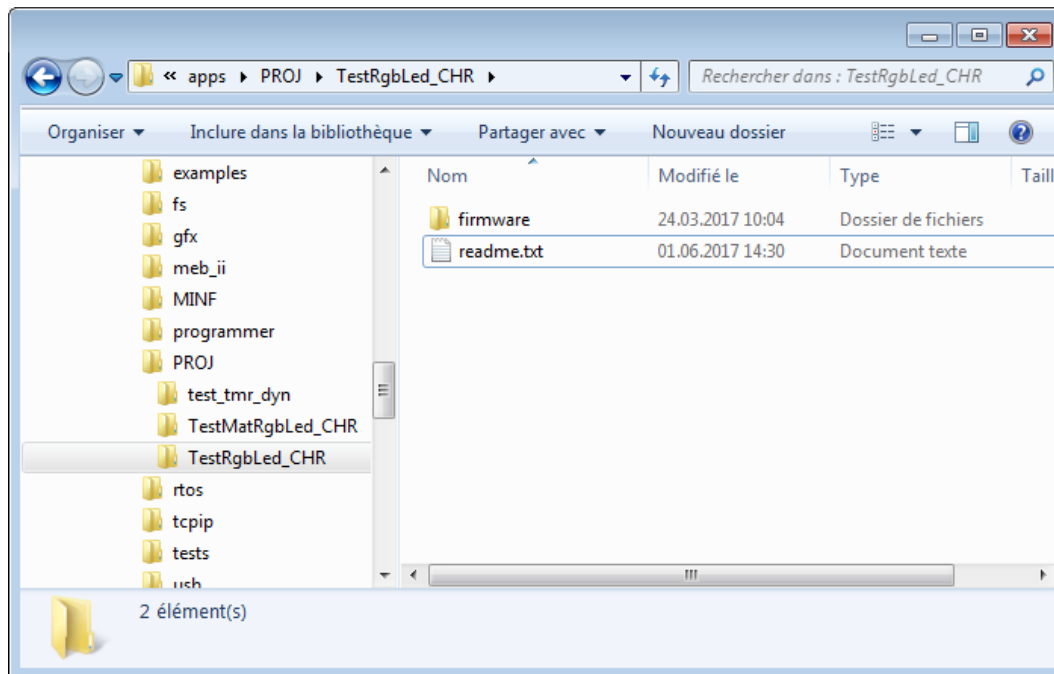 « apps ▸ PROJ ▸ TestRgbLed_CHR ▸ Rechercher dans : TestRgbLed_CHR
Organiser Inclure dans la bibliothèque Partager avec Nouveau dossier
examples
fs
gfx
meb_ii
MINF
programmer
PROJ
test_tmr_dyn
TestMatRgbLed_CHR
TestRgbLed_CHR
rtos
tcpip
tests
usb
Nom Modifié le Type Taill
firmware 24.03.2017 10:04 Dossier de fichiers
readme.txt 01.06.2017 14:30 Document texte
2 élément(s)